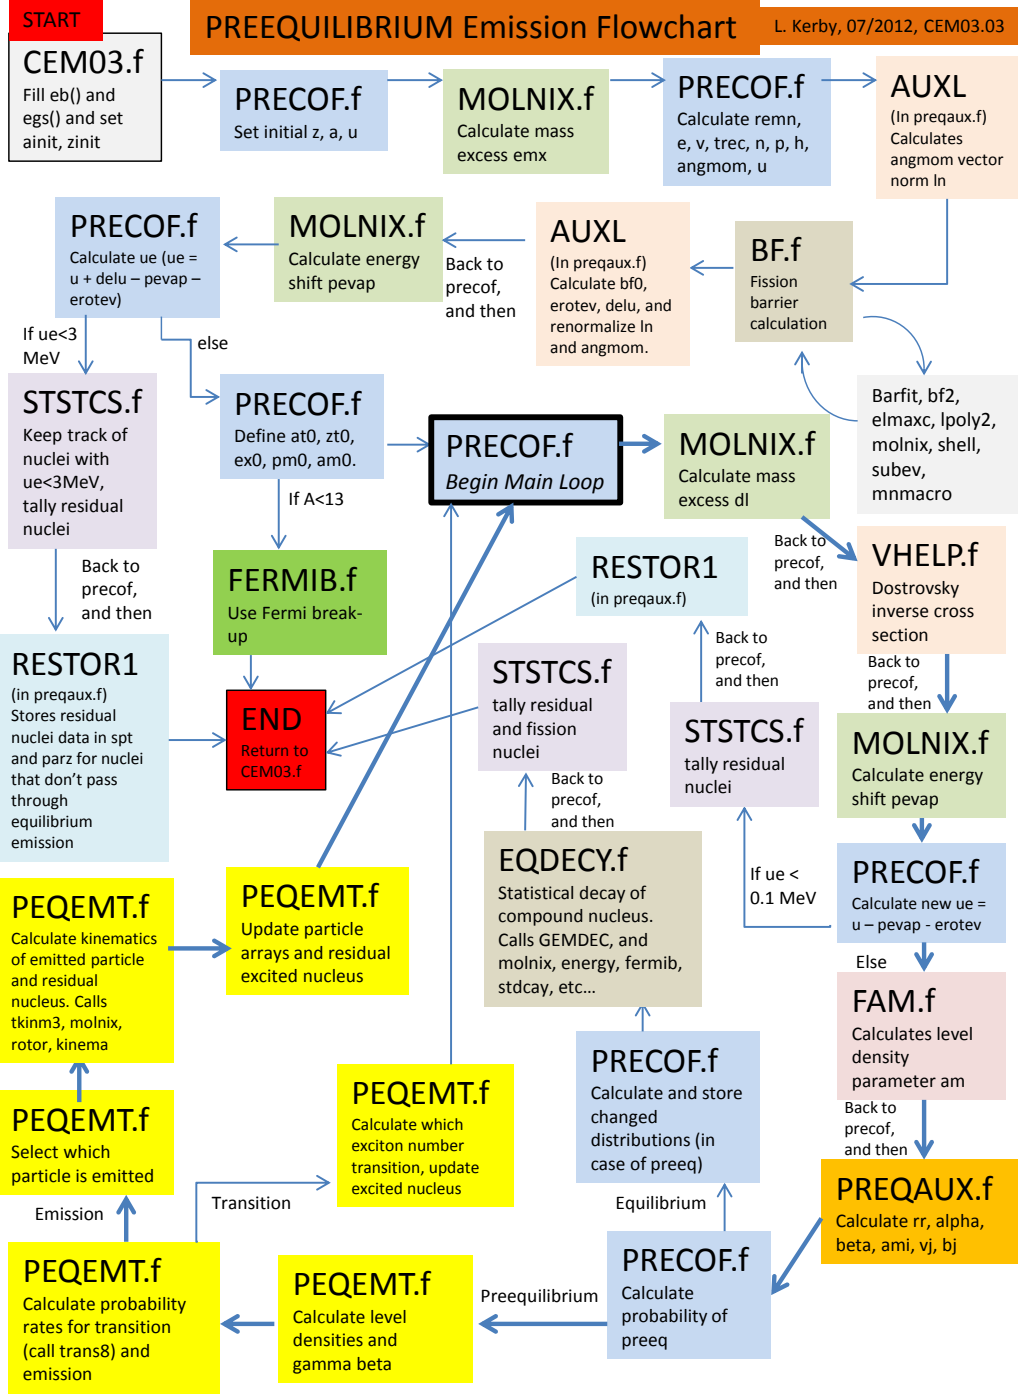 START
PREEQUILIBRIUM Emission Flowchart
L. Kerby, 07/2012, CEM03.03
CEM03.f
Fill eb() and
egs() and set
ainit, zinit
PRECOF.f
Set initial z, a, u
MOLNIX.f
Calculate mass
excess emx
PRECOF.f
Calculate remn,
e, v, trec, n, p, h,
angmom, u
AUXL
(In preqaux.f)
Calculates
angmom vector
norm ln
PRECOF.f
Calculate ue (ue =
u + delu – pevap –
erotev)
MOLNIX.f
Calculate energy
shift pevap
Back to
precof,
and then
AUXL
(In preqaux.f)
Calculate bf0,
erotev, delu, and
renormalize ln
and angmom.
BF.f
Fission
barrier
calculation
If ue<3
MeV
else
STSTCS.f
Keep track of
nuclei with
ue<3MeV,
tally residual
nuclei
PRECOF.f
Define at0, zt0,
ex0, pm0, am0.
PRECOF.f
Begin Main Loop
MOLNIX.f
Calculate mass
excess dl
Barfit, bf2,
elmaxc, lpoly2,
molnix, shell,
subev,
mnmacro
If A<13
Back to
precof,
and then
FERMIB.f
Use Fermi break-
up
RESTOR1
(in preqaux.f)
Back to
precof,
and then
VHELP.f
Dostrovsky
inverse cross
section
RESTOR1
(in preqaux.f)
Stores residual
nuclei data in spt
and parz for nuclei
that don't pass
through
equilibrium
emission
END
Return to
CEM03.f
STSTCS.f
tally residual
and fission
nuclei
Back to
precof,
and then
Back to
precof,
and then
STSTCS.f
tally residual
nuclei
MOLNIX.f
Calculate energy
shift pevap
Back to
precof,
and then
EQDECY.f
Statistical decay of
compound nucleus.
Calls GEMDEC, and
molnix, energy, fermib,
stdcay, etc…
If ue <
0.1 MeV
PRECOF.f
Calculate new ue =
u – pevap - erotev
Else
PEQEMT.f
Calculate kinematics
of emitted particle
and residual
nucleus. Calls
tkinm3, molnix,
rotor, kinema
PEQEMT.f
Update particle
arrays and residual
excited nucleus
FAM.f
Calculates level
density
parameter am
Back to
precof,
and then
PEQEMT.f
Select which
particle is emitted
PEQEMT.f
Calculate which
exciton number
transition, update
excited nucleus
PRECOF.f
Calculate and store
changed
distributions (in
case of preeq)
PREQAUX.f
Calculate rr, alpha,
beta, ami, vj, bj
Emission
Transition
Equilibrium
PEQEMT.f
Calculate probability
rates for transition
(call trans8) and
emission
PEQEMT.f
Calculate level
densities and
gamma beta
Preequilibrium
PRECOF.f
Calculate
probability of
preeq